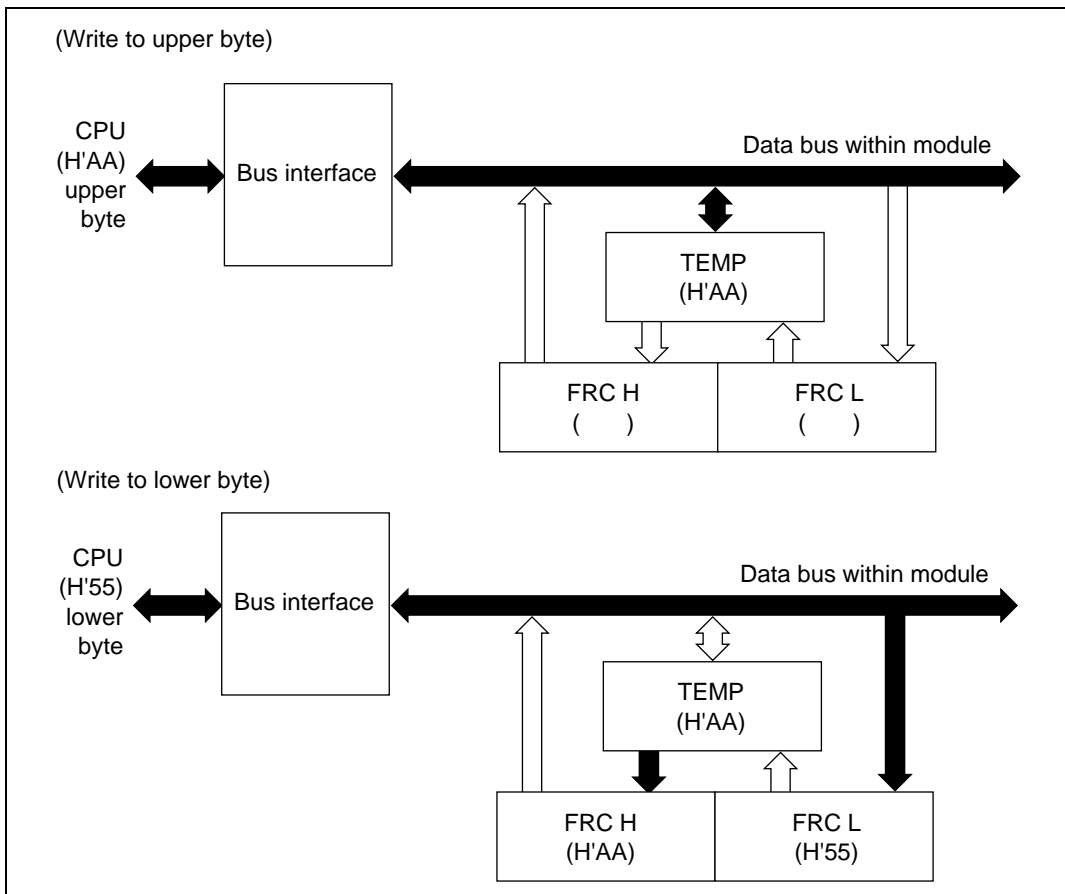 (Write to upper byte)
CPU
(H'AA)
upper
byte
Bus interface
Data bus within module
TEMP
(H'AA)
FRC H
( )
FRC L
( )
(Write to lower byte)
CPU
(H'55)
lower
byte
Bus interface
Data bus within module
TEMP
(H'AA)
FRC H
(H'AA)
FRC L
(H'55)